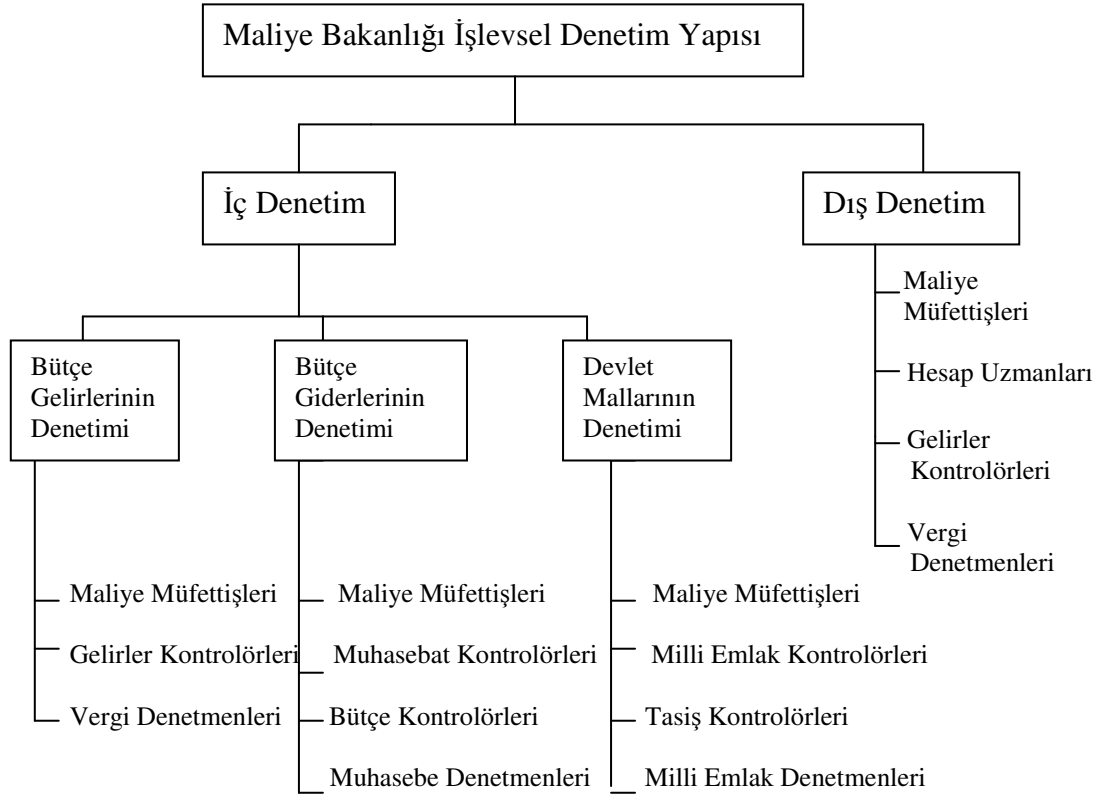 Maliye Bakanlığı İşlevsel Denetim Yapısı
İç Denetim
Dış Denetim
Maliye
Müfettişleri
Hesap Uzmanları
Gelirler
Kontrolörleri
Vergi
Denetmenleri
Bütçe
Gelirlerinin
Denetimi
Bütçe
Giderlerinin
Denetimi
Devlet
Mallarının
Denetimi
Maliye Müfettişleri
Gelirler Kontrolörleri
Vergi Denetmenleri
Maliye Müfettişleri
Muhasebat Kontrolörleri
Bütçe Kontrolörleri
Muhasebe Denetmenleri
Maliye Müfettişleri
Milli Emlak Kontrolörleri
Tasiş Kontrolörleri
Milli Emlak Denetmenleri